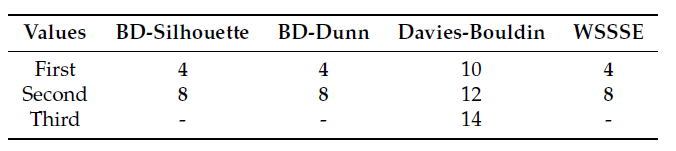 Values BD-Silhouette BD-Dunn Davies-Bouldin WSSSE
First 4 4 10 4
Second 8 8 12 8
Third - - 14 -